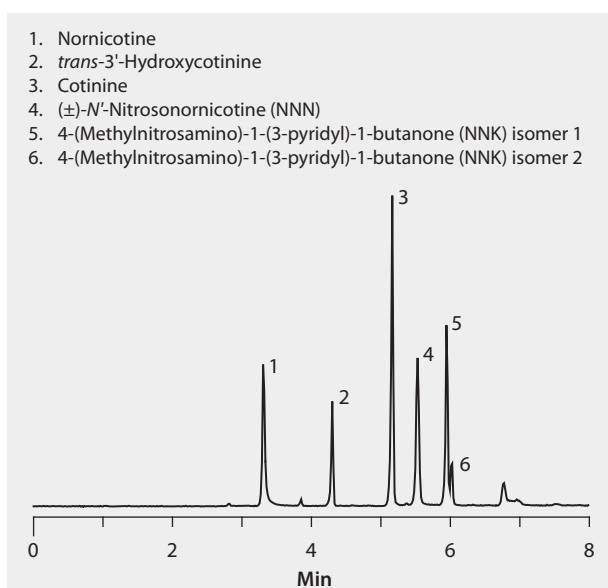 1. Nornicotine
2. trans-3'-Hydroxycotinine
3. Cotinine
4. (±)-N'-Nitrosonornicotine (NNN)
5. 4-(Methylnitrosamino)-1-(3-pyridyl)-1-butanone (NNK) isomer 1
6. 4-(Methylnitrosamino)-1-(3-pyridyl)-1-butanone (NNK) isomer 2
3
5
4
1
2
6
0 2 4 6 8
Min